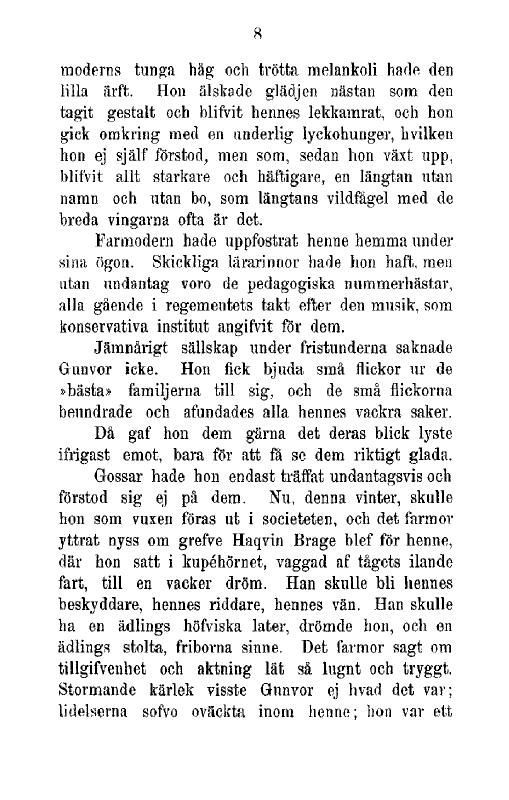 8
moderns tunga håg och trötta melankoli hade den
lilla ärft. Hon älskade glädjen nästan som den
tagit gestalt och blifvit hennes lekkamrat, och hon
gick omkring med en underlig lyckohunger, hvilken
hon ej själf förstod, men som, sedan hon växt upp,
blifvit allt starkare och häftigare, en längtan utan
namn och utan bo, som längtans vildfågel med de
breda vingarna ofta är det.
Farmodern hade uppfostrat henne hemma under
sina ögon. Skickliga lärarinnor hade hon haft, men
utan undantag voro de pedagogiska nummerhästar,
alla gående i regementets takt efter den musik, som
konservativa institut angifvit för dem.
Jämnårigt sällskap under fristunderna saknade
Gunvor icke. Hon fick bjuda små flickor ur de
»bästa» familjerna till sig, och de små flickorna
beundrade och afundades alla hennes vackra saker.
Då gaf hon dem gärna det deras blick lyste
ifrigast emot, bara för att få se dem riktigt glada.
Gossar hade hon endast träffat undantagsvis och
förstod sig ej på dem. Nu, denna vinter, skulle
hon som vuxen föras ut i societeten, och det farmor
yttrat nyss om grefve Haqvin Brage blef för henne,
där hon satt i kupéhörnet, vaggad af tågets ilande
fart, till en vacker dröm. Han skulle bli hennes
beskyddare, hennes riddare, hennes vän. Han skulle
ha en ädlings höfviska later, drömde hon, och en
ädlings stolta, friborna sinne. Det farmor sagt om
tillgifvenhet och aktning lät så lugnt och tryggt.
Stormande kärlek visste Gunvor ej hvad det var;
lidelserna sofvo oväckta inom henne; hon var ett